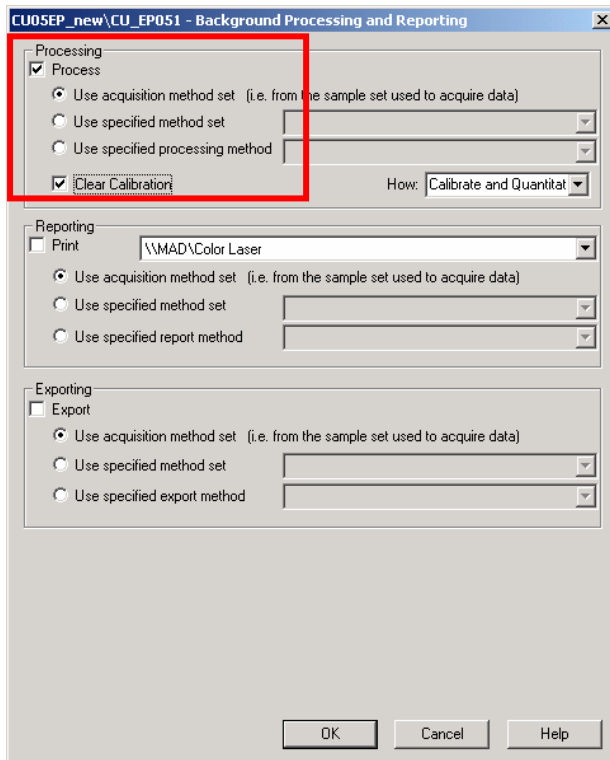 CU05EP_new\CU_EP051 - Background Processing and Reporting
Processing
Process
Use acquisition method set (i.e. from the sample set used to acquire data)
Use specified method set
Use specified processing method
Clear Calibration How: Calibrate and Quantitat
Reporting
Print \\MAD\Color Laser
Use acquisition method set (i.e. from the sample set used to acquire data)
Use specified method set
Use specified report method
Exporting
Export
Use acquisition method set (i.e. from the sample set used to acquire data)
Use specified method set
Use specified export method
OK Cancel Help